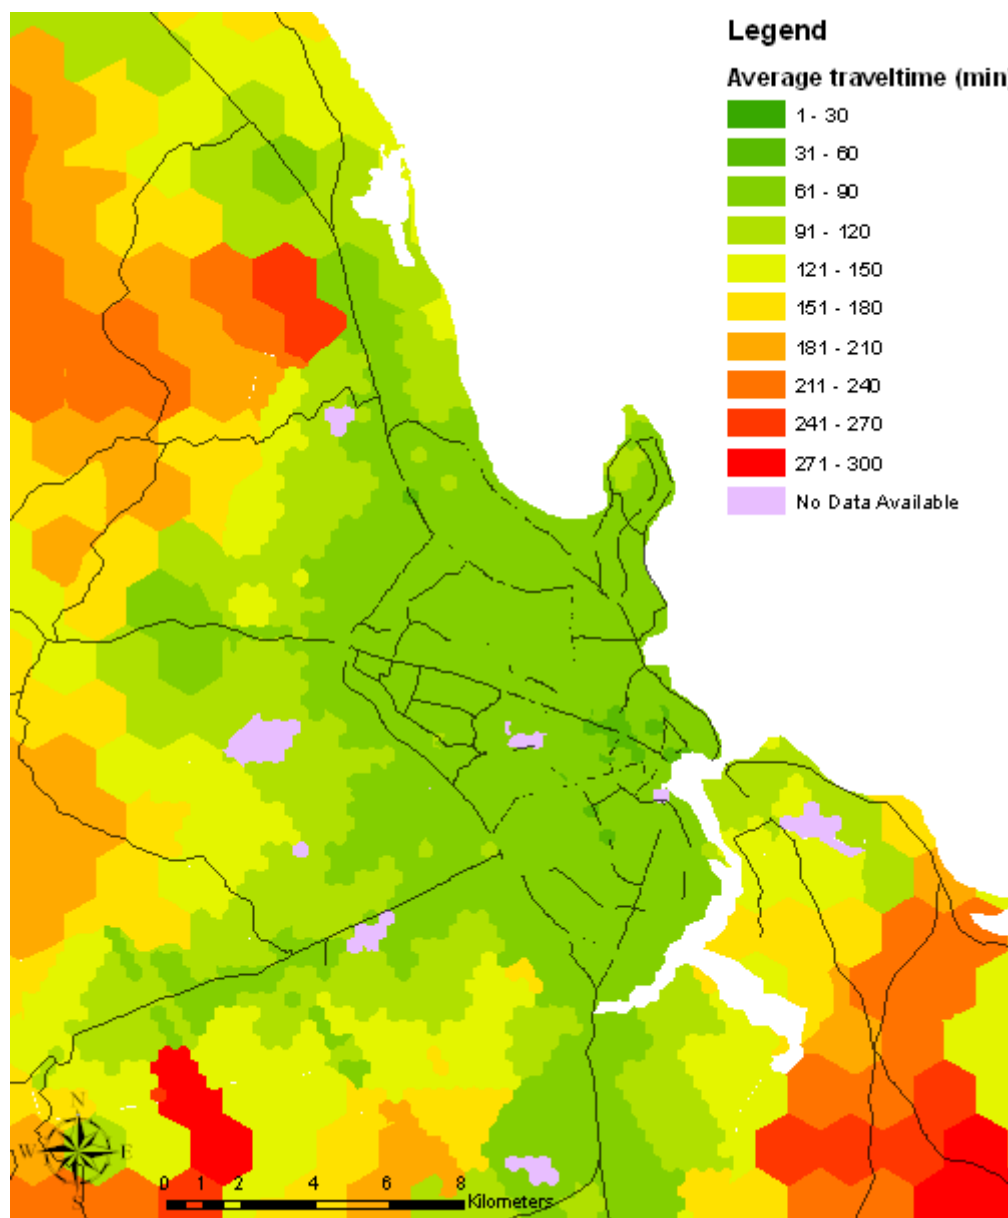 Legend
Average traveltime (min)
1 - 30
31 - 60
61 - 90
91 - 120
121 - 150
151 - 180
181 - 210
211 - 240
241 - 270
271 - 300
No Data Available
N
W E
S
0 1 2 4 6 8
Kilometers